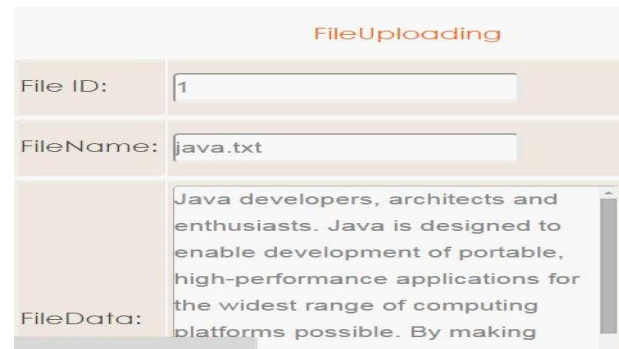 FileUploading
File ID: 1
FileName: java.txt
Java developers, architects and
enthusiasts. Java is designed to
enable development of portable,
high-performance applications for
the widest range of computing
FileData: platforms possible. By making